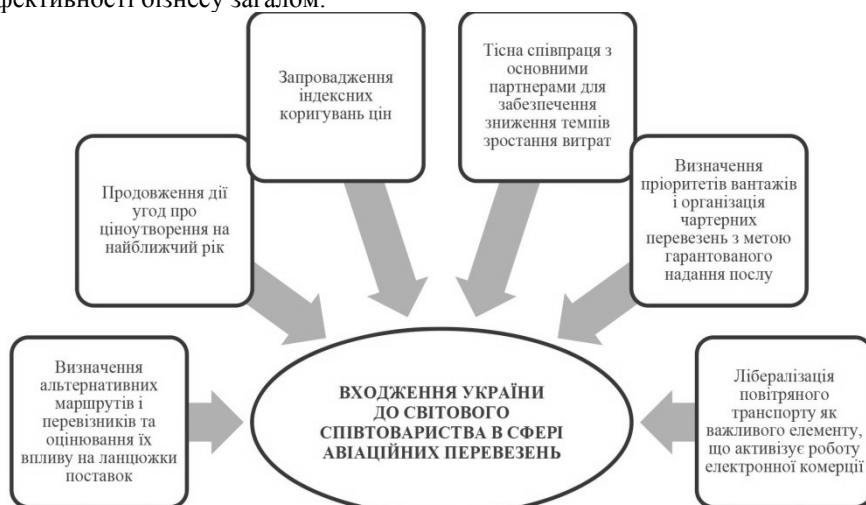 фективності бізнесу загалом.
Запровадження
індексних
коригувань цін
Тісна співпраця з
основними
партнерами для
забезпечення
зниження темпів
зростання витрат
Продовження дії
угод про
ціноутворення на
найближчий рік
Визначення
пріоритетів вантажів
і організація
чартерних
перевезень з метою
гарантованого
надання послу
Визначення
альтернативних
маршрутів і
перевізників та
оцінювання їх
впливу на ланцюжки
поставок
ВХОДЖЕННЯ УКРАЇНИ
ДО СВІТОВОГО
СПІВТОВАРИСТВА В СФЕРІ
АВІАЦІЙНИХ ПЕРЕВЕЗЕНЬ
Лібералізація
повітряного
транспорту як
важливого елементу,
що активізує роботу
електронної комерції